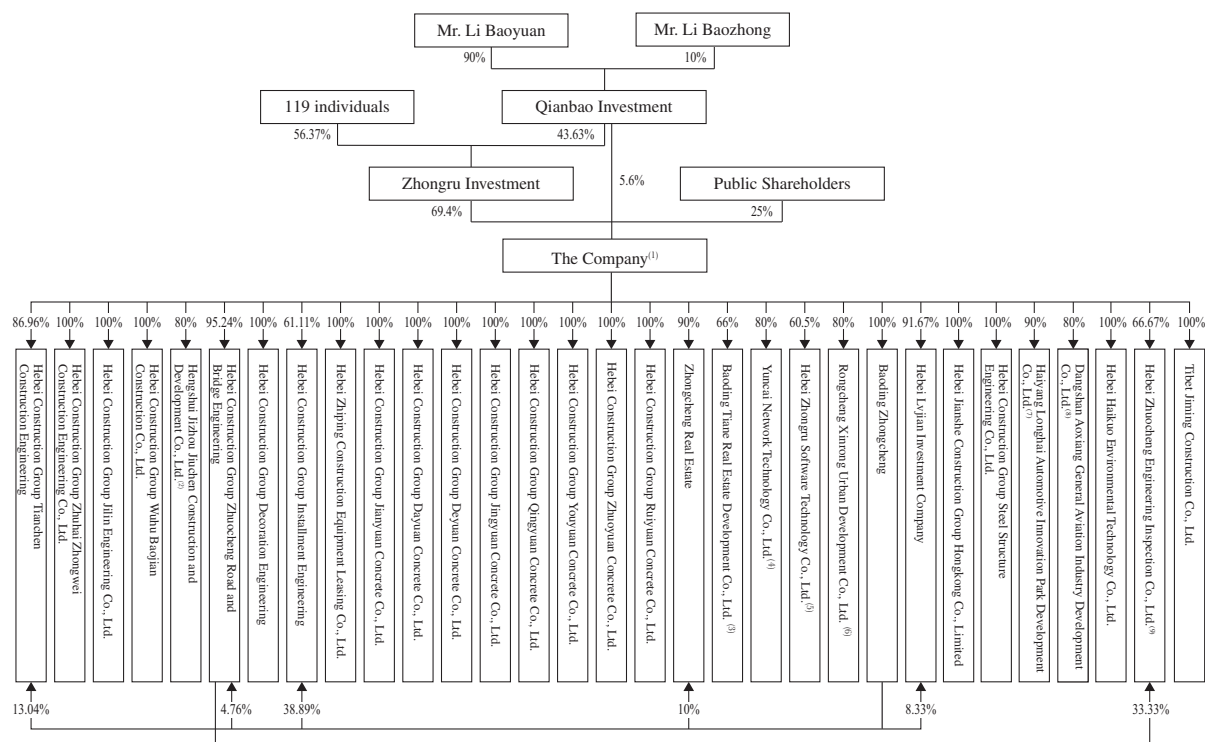 Mr. Li Baoyuan
Mr. Li Baozhong
90%
10%
119 individuals
Qianbao Investment
56.37%
43.63%
Zhongru Investment
5.6%
Public Shareholders
69.4%
25%
The Company(1)
86.96%
100%
100%
100%
80%
95.24%
100%
61.11%
100%
100%
100%
100%
100%
100%
100%
100%
100%
90%
66%
80%
60.5%
80%
100%
91.67%
100%
100%
90%
80%
100%
66.67%
100%
Hebei Construction Group Tianchen
Construction Engineering
Hebei Construction Group Zhuhai Zhongwei
Construction Engineering Co., Ltd.
Hebei Construction Group Jilin Engineering Co., Ltd.
Hebei Construction Group Wuhu Baojian
Construction Co., Ltd.
Hengshui Jizhou Jiuchen Construction and
Development Co., Ltd.(2)
Hebei Construction Group Zhuocheng Road and
Bridge Engineering
Hebei Construction Group Decoration Engineering
Hebei Construction Group Installment Engineering
Hebei Zhiping Construction Equipment Leasing Co., Ltd.
Hebei Construction Group Jianyuan Concrete Co., Ltd.
Hebei Construction Group Dayuan Concrete Co., Ltd.
Hebei Construction Group Deyuan Concrete Co., Ltd.
Hebei Construction Group Jingyuan Concrete Co., Ltd.
Hebei Construction Group Qingyuan Concrete Co., Ltd.
Hebei Construction Group Youyuan Concrete Co., Ltd.
Hebei Construction Group Zhuoyuan Concrete Co., Ltd.
Hebei Construction Group Ruiyuan Concrete Co., Ltd.
Zhongcheng Real Estate
Baoding Tiane Real Estate Development Co., Ltd. (3)
Yuncai Network Technology Co., Ltd.(4)
Hebei Zhongru Software Technology Co., Ltd.(5)
Rongcheng Xinrong Urban Development Co., Ltd. (6)
Baoding Zhongcheng
Hebei Lvjian Investment Company
Hebei Jianshe Construction Group Hongkong Co., Limited
Hebei Construction Group Steel Structure
Engineering Co., Ltd.
Haiyang Longhai Automotive Innovation Park Development
Co., Ltd.(7)
Dangshan Aoxiang General Aviation Industry Development
Co., Ltd.(8)
Hebei Haikuo Environmental Technology Co., Ltd.
Hebei Zhuocheng Engineering Inspection Co., Ltd.(9)
Tibet Jiming Construction Co., Ltd.
13.04%
4.76%
38.89%
10%
8.33%
33.33%